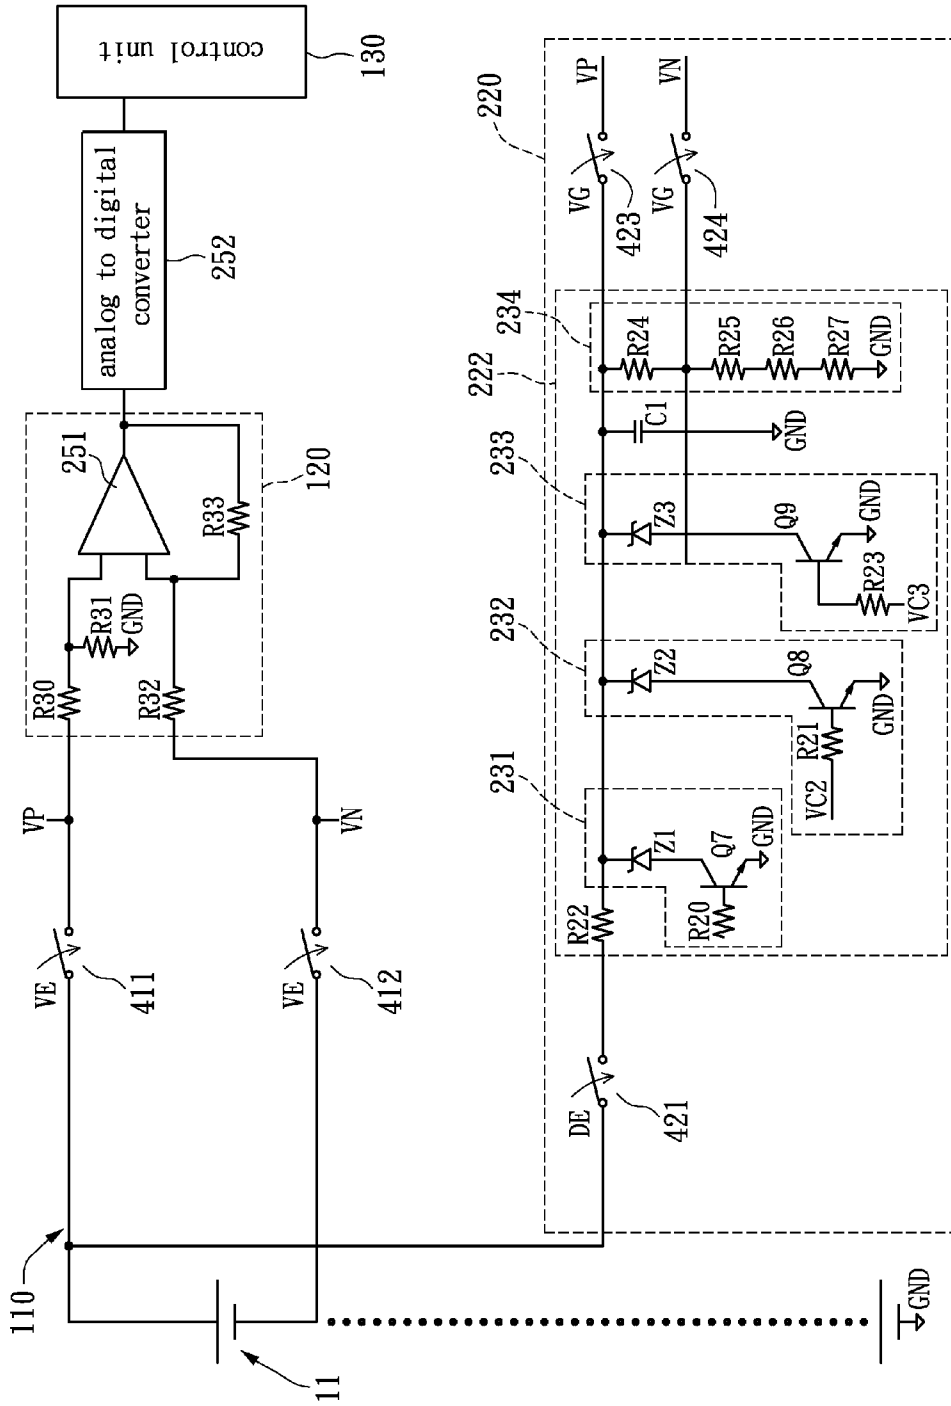 control unit
130
analog to digital
converter
252
251
120
R33
R31
GND
R30
R32
VP
VN
VE
411
VE
412
110
11
GND
220
VP
VN
VG
423
VG
424
234
222
R24
R25
R26
R27
GND
C1
GND
233
Z3
Q9
GND
R23
VC3
232
Z2
Q8
GND
R21
VC2
231
Z1
Q7
GND
R20
R22
DE
421